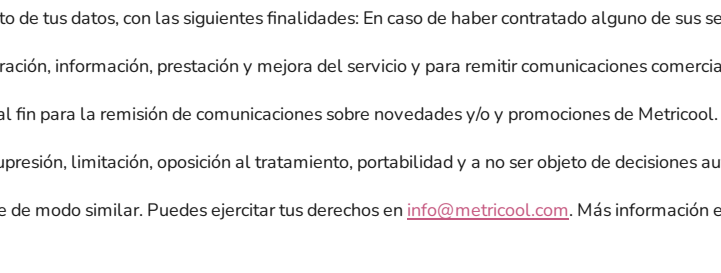 to de tus datos, con las siguientes finalidades: En caso de haber contratado alguno de sus se
ración, información, prestación y mejora del servicio y para remitir comunicaciones comercia
al fin para la remisión de comunicaciones sobre novedades y/o y promociones de Metricool.
upresión, limitación, oposición al tratamiento, portabilidad y a no ser objeto de decisiones au
e de modo similar. Puedes ejercitar tus derechos en info@metricool.com. Más información e